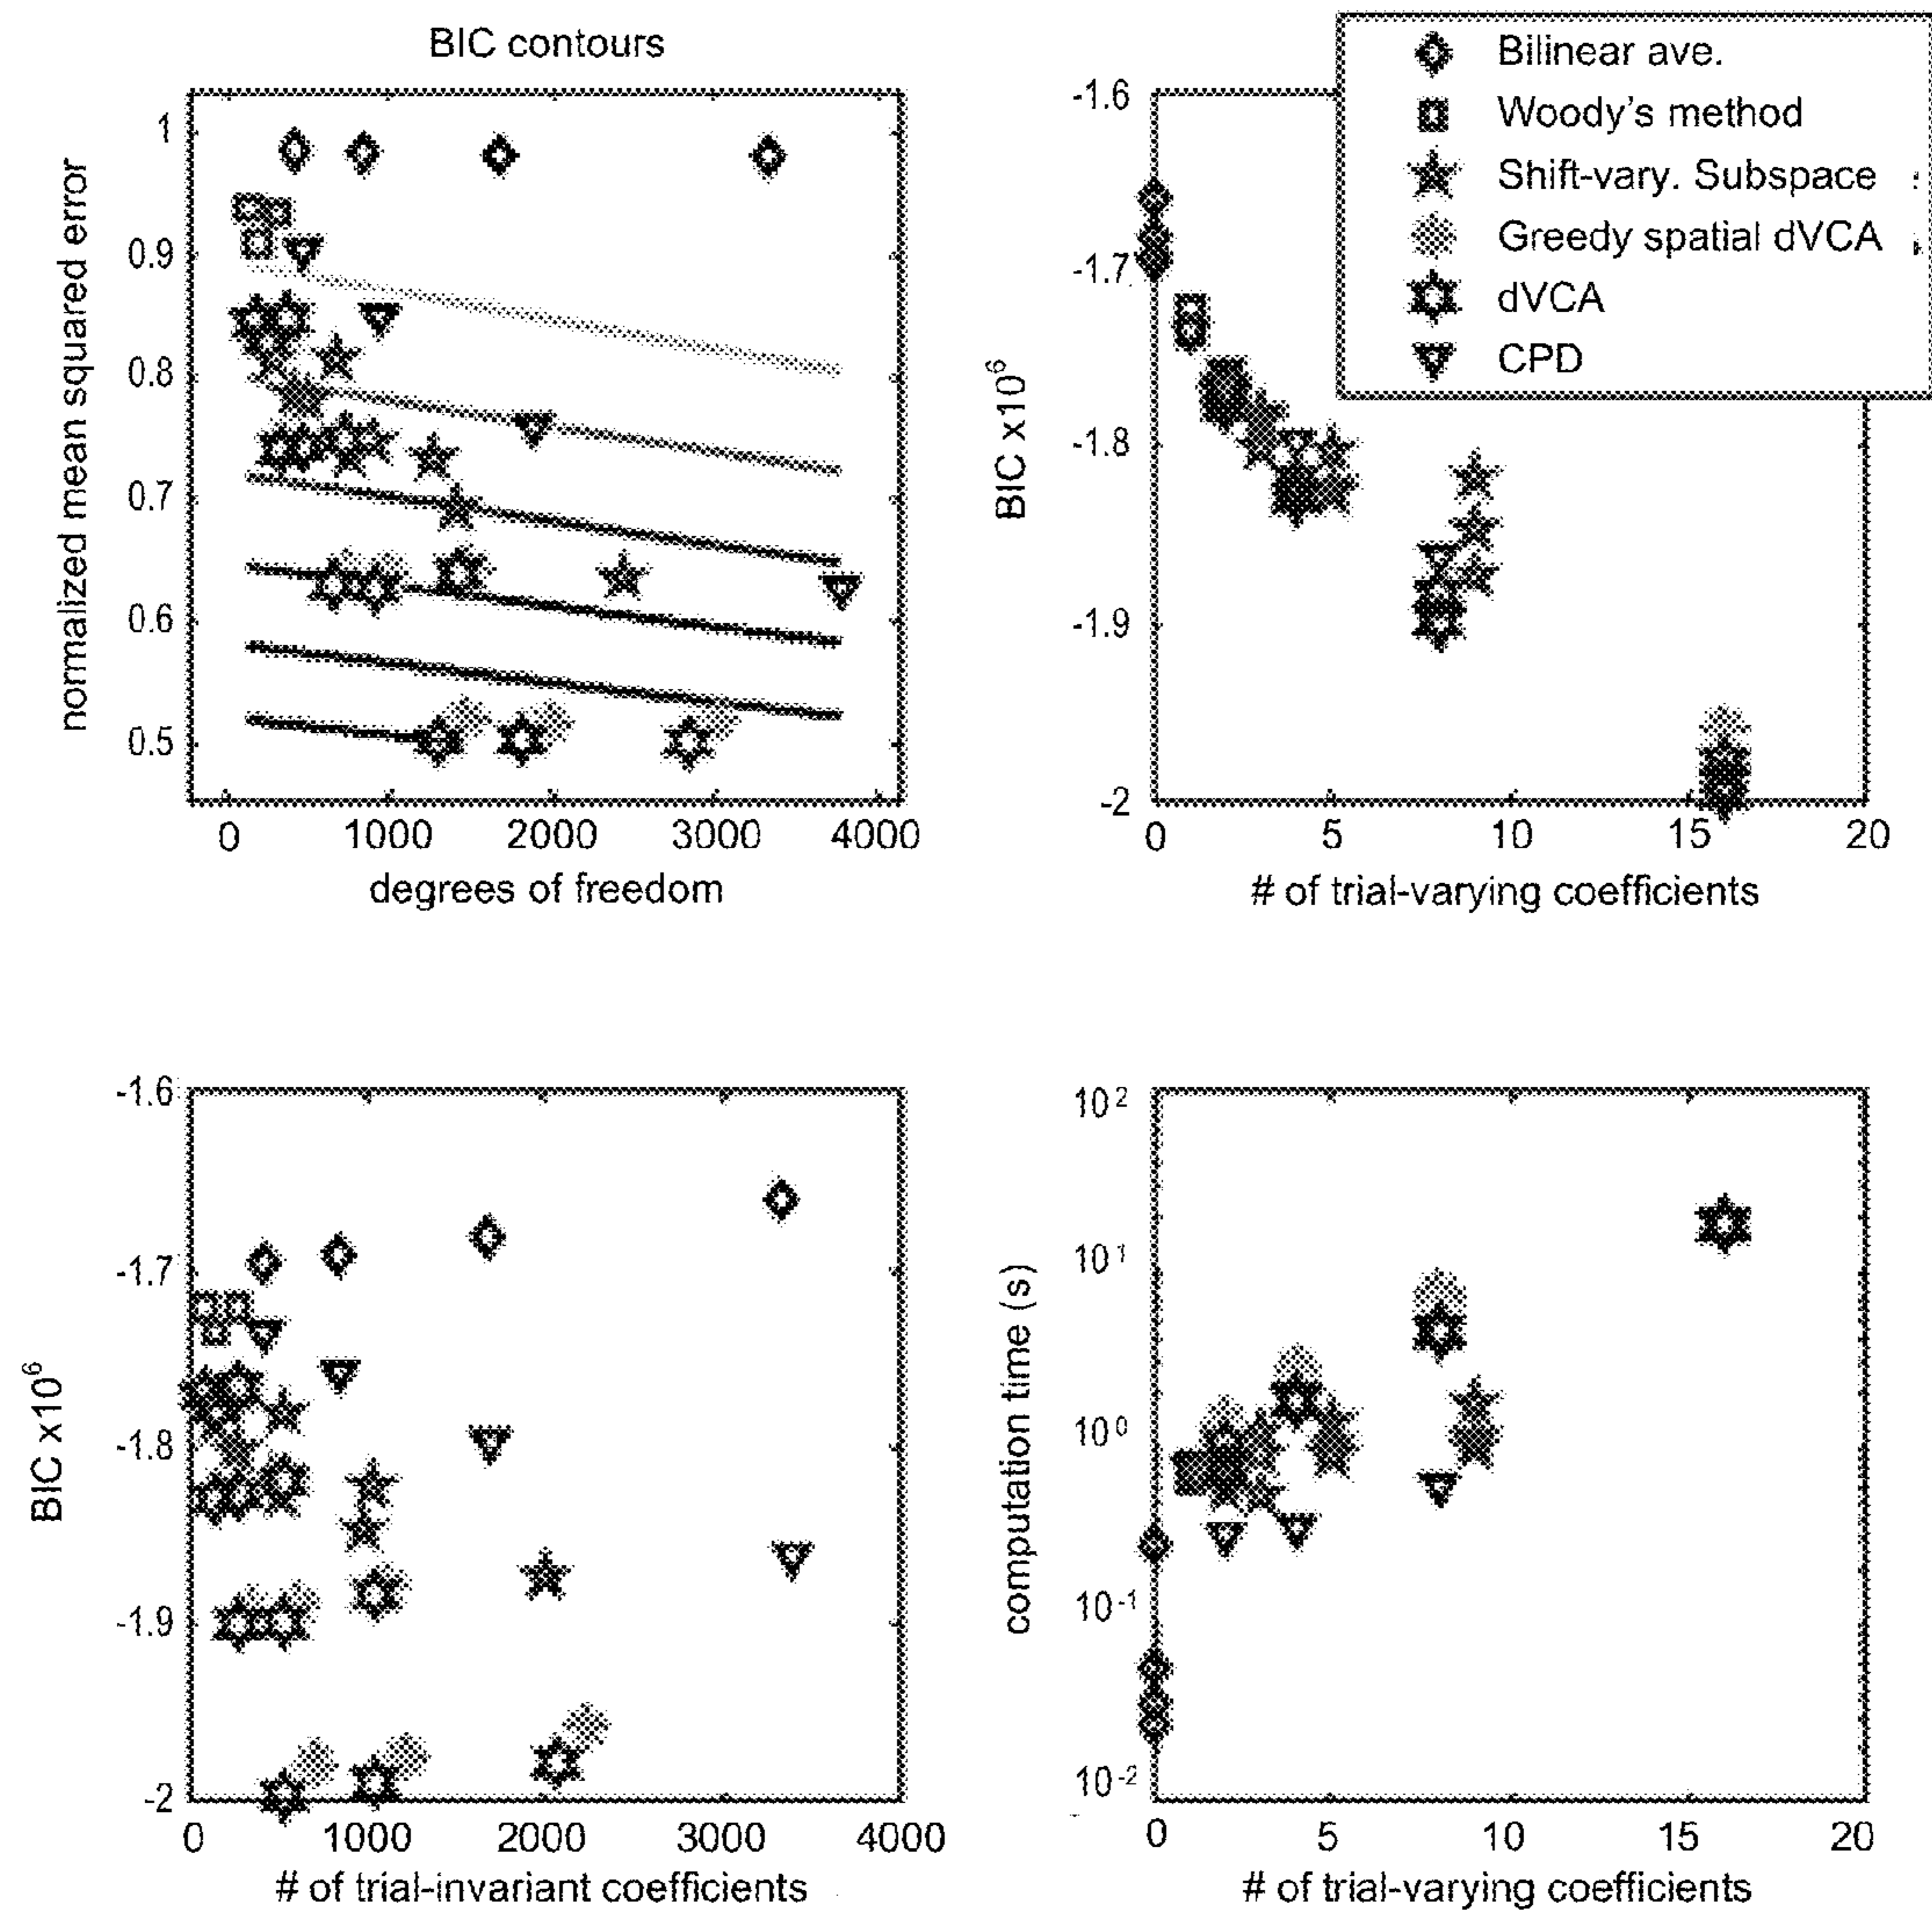 BIC contours
normalized mean squared error
1
0.9
0.8
0.7
0.6
0.5
0 1000 2000 3000 4000
degrees of freedom
Bilinear ave.
Woody's method
Shift-vary. Subspace
Greedy spatial dVCA
dVCA
CPD
BIC x10⁶
-1.6
-1.7
-1.8
-1.9
-2
0 5 10 15 20
# of trial-varying coefficients
BIC x10⁶
-1.6
-1.7
-1.8
-1.9
-2
0 1000 2000 3000 4000
# of trial-invariant coefficients
computation time (s)
10²
10¹
10⁰
10⁻¹
10⁻²
0 5 10 15 20
# of trial-varying coefficients